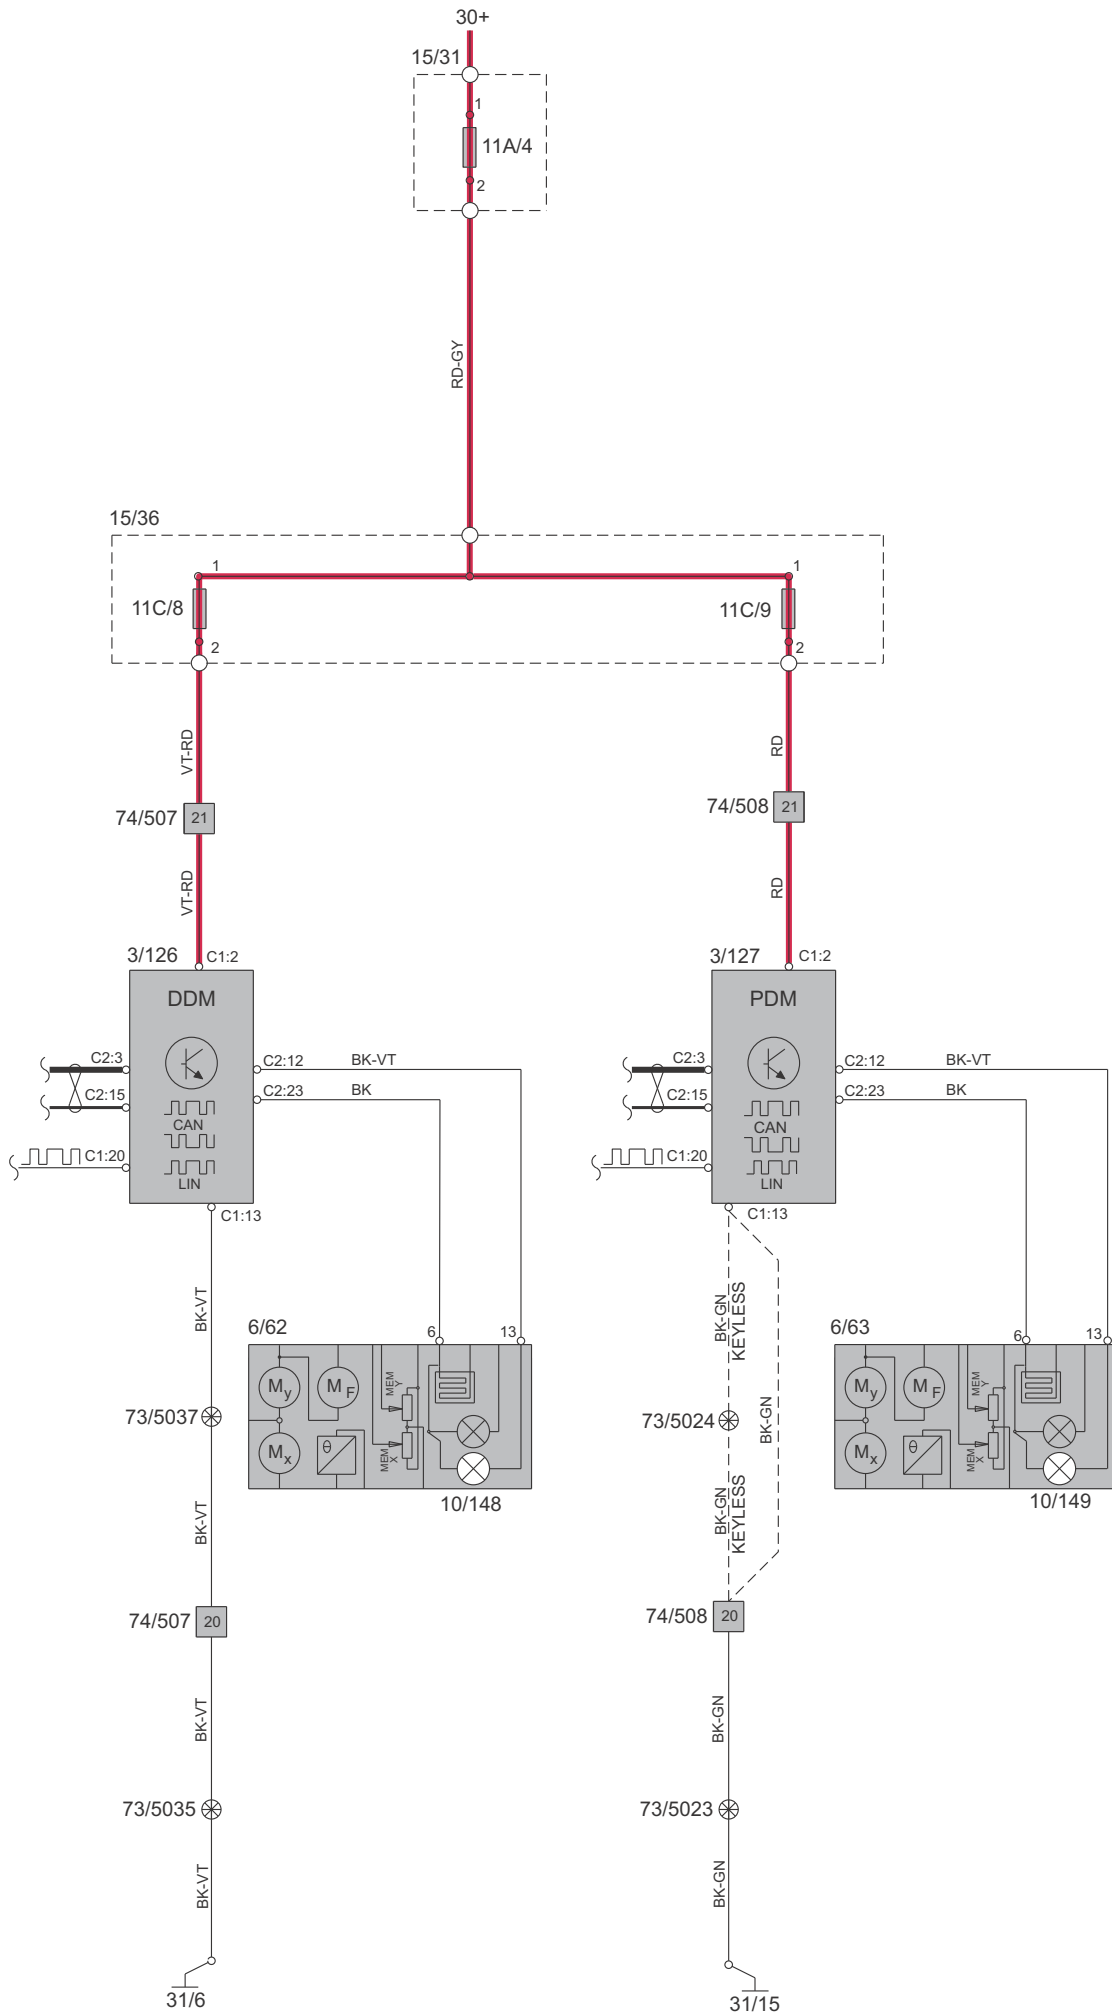 30+
15/31
1
11A/4
2
RD-GY
15/36
1
1
11C/8
11C/9
2
2
VT-RD
RD
74/507
21
74/508
21
VT-RD
RD
3/126
C1:2
3/127
C1:2
DDM
PDM
C2:3
C2:12
BK-VT
C2:3
C2:12
BK-VT
C2:15
C2:23
BK
C2:15
C2:23
BK
CAN
CAN
C1:20
C1:20
LIN
LIN
C1:13
C1:13
BK-VT
BK-GN
KEYLESS
6/62
6
13
6/63
6
13
My
MF
MEM
Y
My
MF
MEM
Y
73/5037
73/5024
BK-GN
Mx
θ
MEM
X
Mx
θ
MEM
X
10/148
10/149
BK-VT
BK-GN
KEYLESS
74/507
20
74/508
20
BK-VT
BK-GN
73/5035
73/5023
BK-VT
BK-GN
31/6
31/15